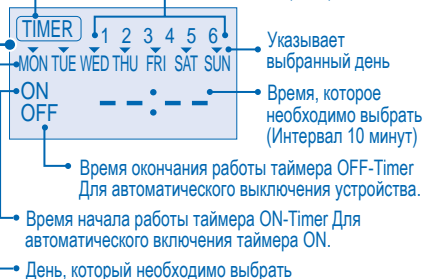 TIMER 1 2 3 4 5 6
MON TUE WED THU FRI SAT SUN
ON
OFF
--:--
Указывает
выбранный день
Время, которое
необходимо выбрать
(Интервал 10 минут)
Время окончания работы таймера OFF-Timer
Для автоматического выключения устройства.
Время начала работы таймера ON-Timer Для
автоматического включения таймера ON.
День, который необходимо выбрать